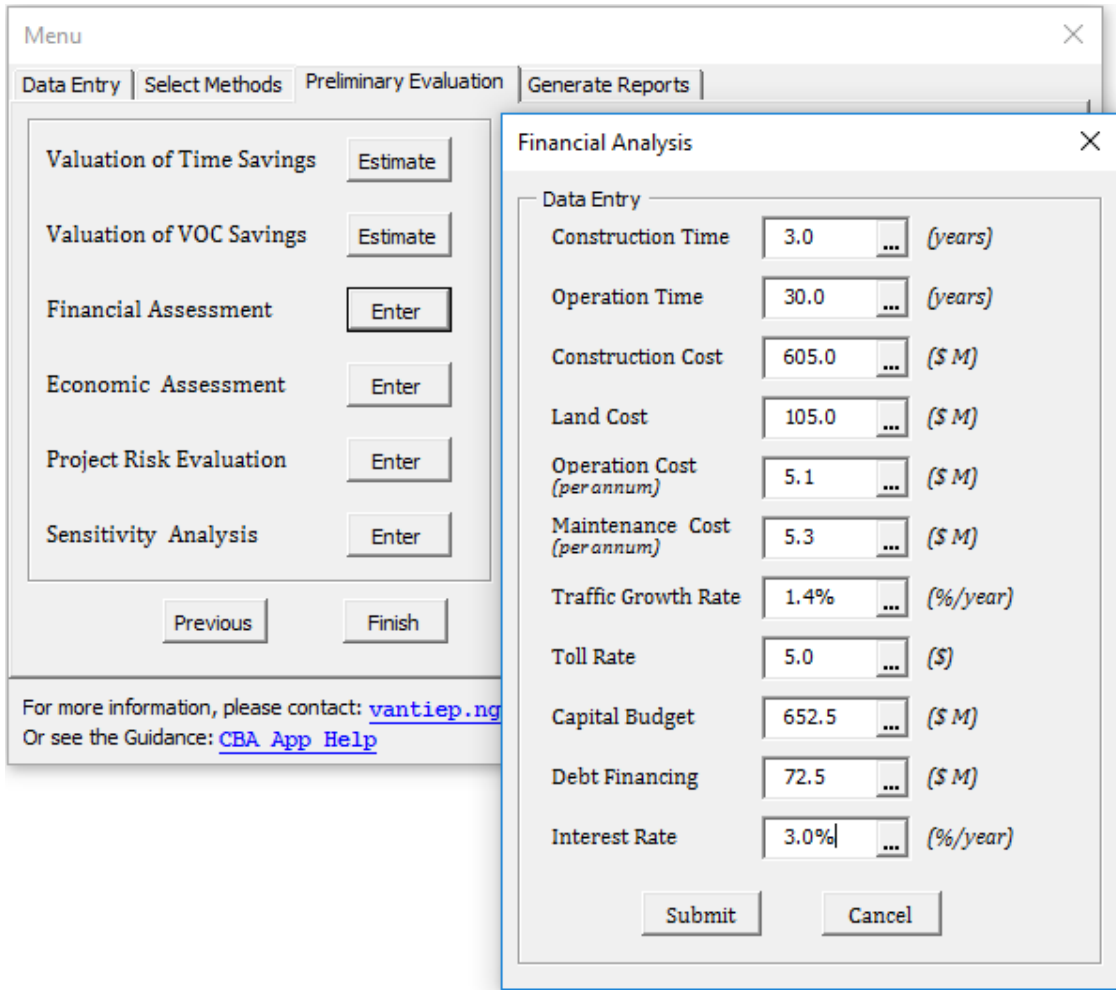 Menu
Data Entry
Select Methods
Preliminary Evaluation
Generate Reports
Valuation of Time Savings Estimate
Valuation of VOC Savings Estimate
Financial Assessment Enter
Economic Assessment Enter
Project Risk Evaluation Enter
Sensitivity Analysis Enter
Previous Finish
For more information, please contact: vantiep.ng
Or see the Guidance: CBA App Help
Financial Analysis
Data Entry
Construction Time 3.0 ... (years)
Operation Time 30.0 ... (years)
Construction Cost 605.0 ... ($ M)
Land Cost 105.0 ... ($ M)
Operation Cost
(per annum) 5.1 ... ($ M)
Maintenance Cost
(per annum) 5.3 ... ($ M)
Traffic Growth Rate 1.4% ... (%/year)
Toll Rate 5.0 ... ($)
Capital Budget 652.5 ... ($ M)
Debt Financing 72.5 ... ($ M)
Interest Rate 3.0% ... (%/year)
Submit Cancel